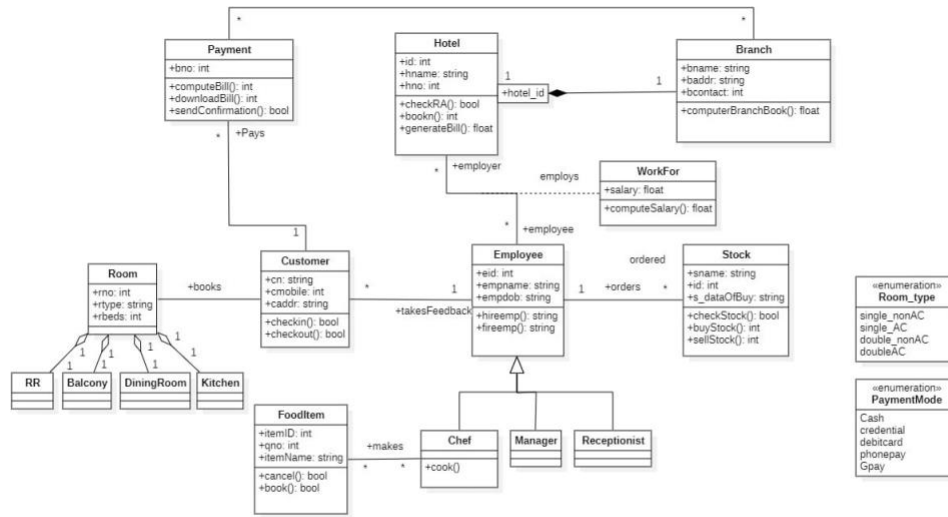 *
*
Payment
+bno: int
+computeBill(): int
+downloadBill(): int
+sendConfirmation(): bool
Hotel
+id: int
+hname: string
+hno: int
+checkRA(): bool
+bookn(): int
+generateBill(): float
1
+hotel_id
1
Branch
+bname: string
+baddr: string
+bcontact: int
+computerBranchBook(): float
*
+Pays
1
*
+employer
employs
WorkFor
+salary: float
+computeSalary(): float
*
+employee
Room
+rno: int
+rtype: string
+rbeds: int
+books
Customer
+cn: string
+cmobile: int
+caddr: string
+checkin(): bool
+checkout(): bool
*
1
+takesFeedback
Employee
+eid: int
+empname: string
+empdob: string
+hireemp(): string
+fireemp(): string
1
ordered
+orders
*
Stock
+sname: string
+id: int
+s_dataOfBuy: string
+checkStock(): bool
+buyStock(): int
+sellStock(): int
«enumeration»
Room_type
single_nonAC
single_AC
double_nonAC
doubleAC
1
1
1
1
1
1
1
1
RR
Balcony
DiningRoom
Kitchen
FoodItem
+itemID: int
+qno: int
+itemName: string
+cancel(): bool
+book(): bool
+makes
*
*
Chef
+cook()
Manager
Receptionist
«enumeration»
PaymentMode
Cash
credential
debitcard
phonepay
Gpay